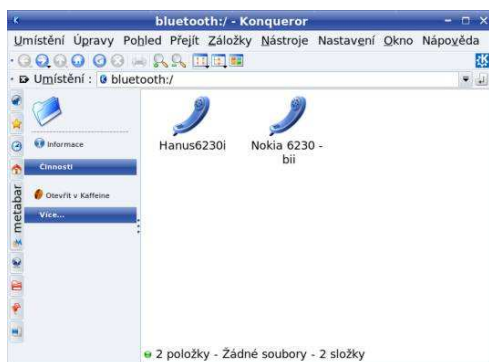 bluetooth:/ - Konqueror
Umístění Úpravy Pohled Přejít Záložky Nástroje Nastavení Okno Nápověda
Umístění : bluetooth:/
Informace
Činnosti
Otevřít v Kaffeine
Více...
metabar
Hanus6230i
Nokia 6230 -
bii
2 položky - Žádné soubory - 2 složky